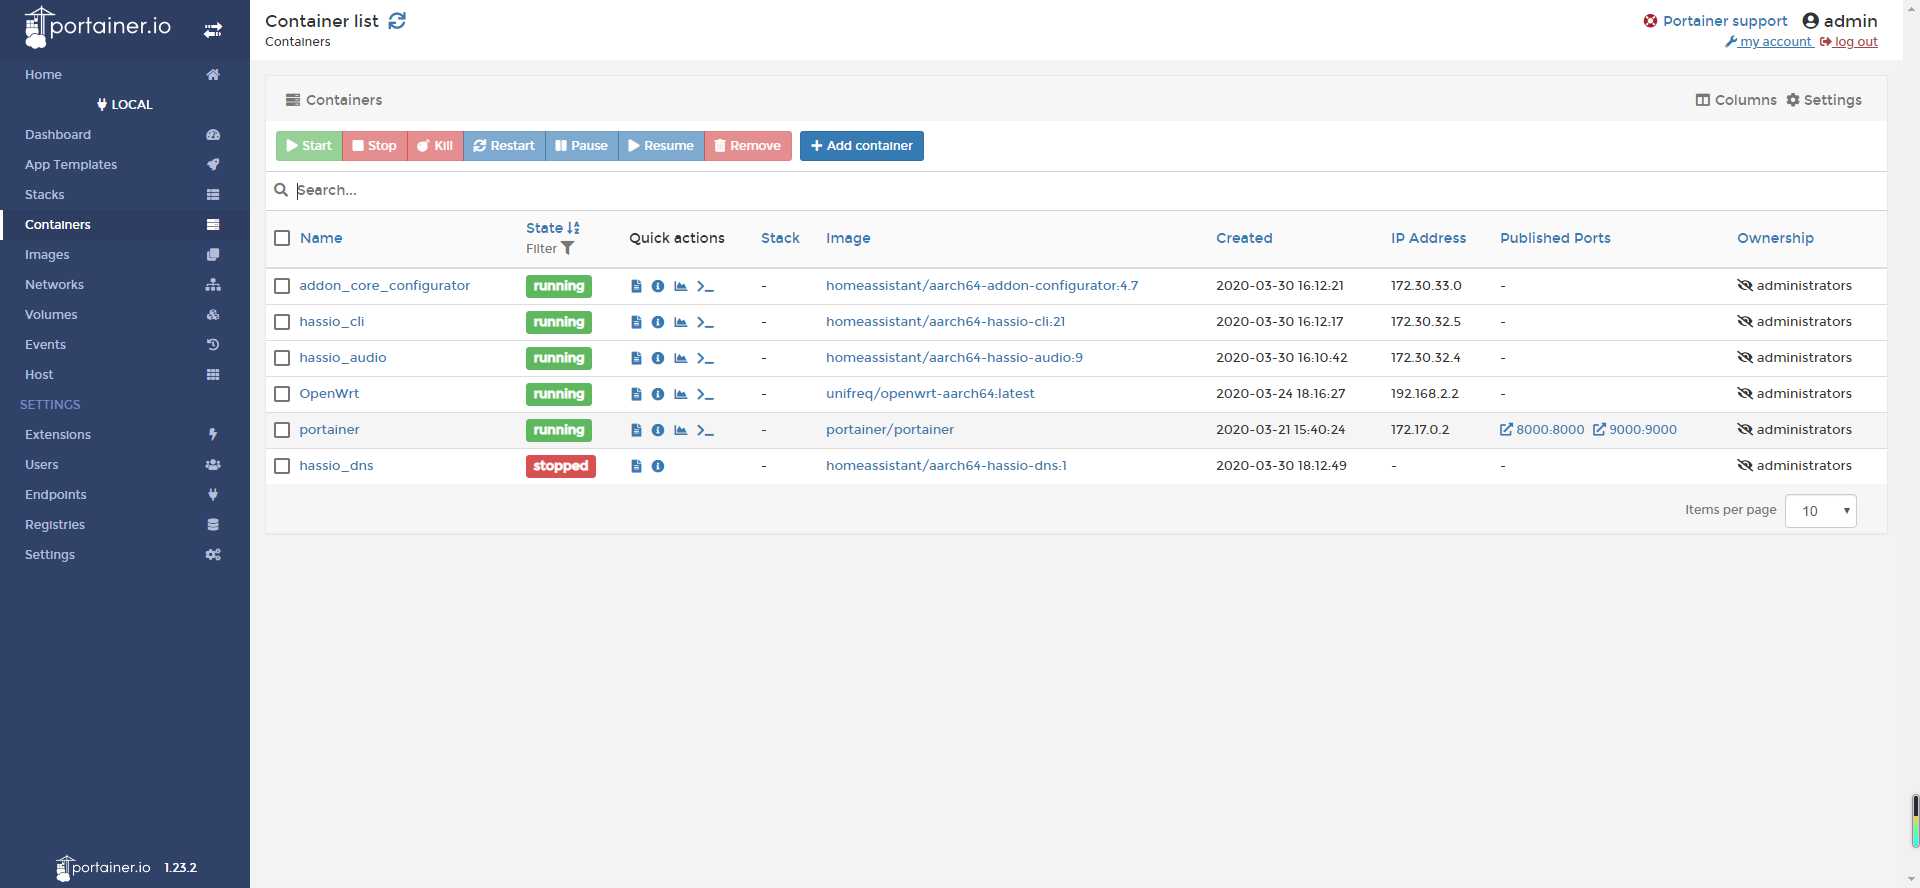 portainer.io
Home
LOCAL
Dashboard
App Templates
Stacks
Containers
Images
Networks
Volumes
Events
Host
SETTINGS
Extensions
Users
Endpoints
Registries
Settings
portainer.io 1.23.2
Container list
Containers
Portainer support admin
my account log out
Containers
Columns Settings
Start Stop Kill Restart Pause Resume Remove Add container
Search...
Name State Filter Quick actions Stack Image Created IP Address Published Ports Ownership
addon_core_configurator running - homeassistant/aarch64-addon-configurator:4.7 2020-03-30 16:12:21 172.30.33.0 - administrators
hassio_cli running - homeassistant/aarch64-hassio-cli:21 2020-03-30 16:12:17 172.30.32.5 - administrators
hassio_audio running - homeassistant/aarch64-hassio-audio:9 2020-03-30 16:10:42 172.30.32.4 - administrators
OpenWrt running - unifreq/openwrt-aarch64:latest 2020-03-24 18:16:27 192.168.2.2 - administrators
portainer running - portainer/portainer 2020-03-21 15:40:24 172.17.0.2 8000:8000 9000:9000 administrators
hassio_dns stopped - homeassistant/aarch64-hassio-dns:1 2020-03-30 18:12:49 - - administrators
Items per page 10